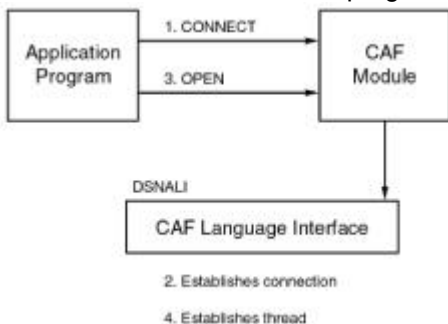 1. CONNECT
Application
Program
CAF
Module
3. OPEN
DSNALI
CAF Language Interface
2. Establishes connection
4. Establishes thread